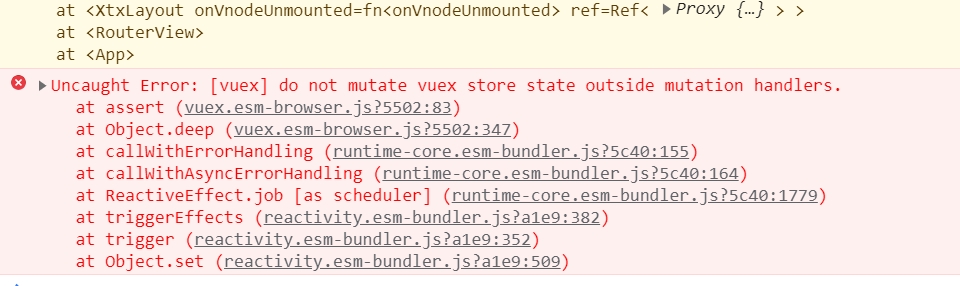 at <XtxLayout onVnodeUnmounted=fn<onVnodeUnmounted> ref=Ref< ▶Proxy {…} > >
at <RouterView>
at <App>
▶Uncaught Error: [vuex] do not mutate vuex store state outside mutation handlers.
at assert (vuex.esm-browser.js?5502:83)
at Object.deep (vuex.esm-browser.js?5502:347)
at callWithErrorHandling (runtime-core.esm-bundler.js?5c40:155)
at callWithAsyncErrorHandling (runtime-core.esm-bundler.js?5c40:164)
at ReactiveEffect.job [as scheduler] (runtime-core.esm-bundler.js?5c40:1779)
at triggerEffects (reactivity.esm-bundler.js?a1e9:382)
at trigger (reactivity.esm-bundler.js?a1e9:352)
at Object.set (reactivity.esm-bundler.js?a1e9:509)